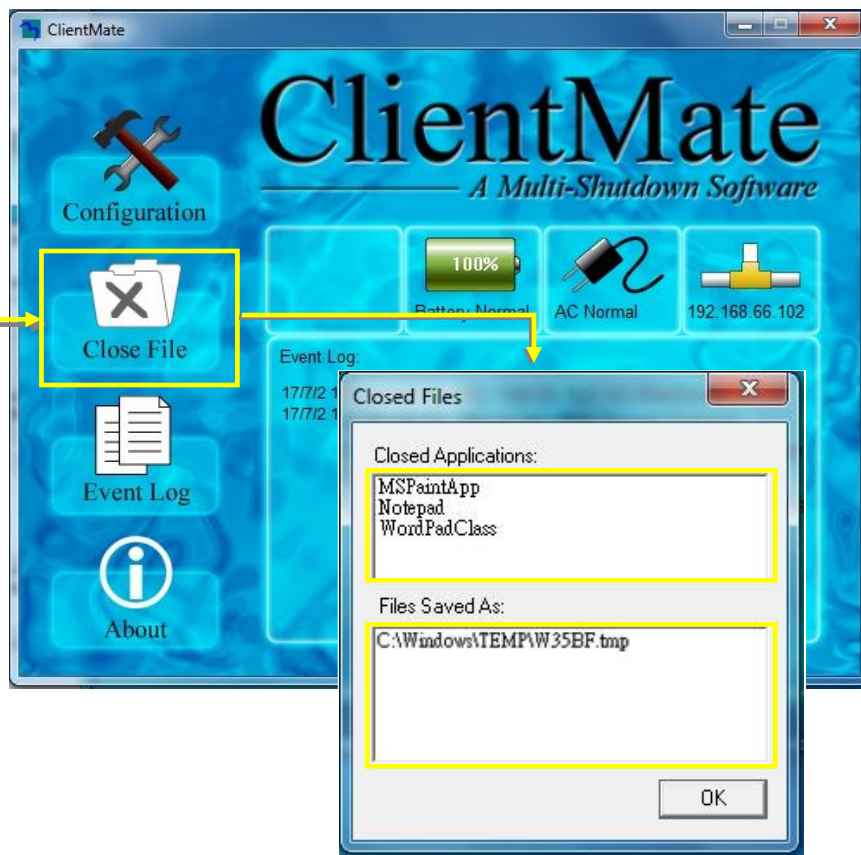 ClientMate
ClientMate
A Multi-Shutdown Software
Configuration
100%
Battery Normal
AC Normal
192.168.66.102
Close File
Event Log:
17/7/2 1
17/7/2 1
Event Log
About
Closed Files
Closed Applications:
MSPaintApp
Notepad
WordPadClass
Files Saved As:
C:\Windows\TEMP\W35BF.tmp
OK